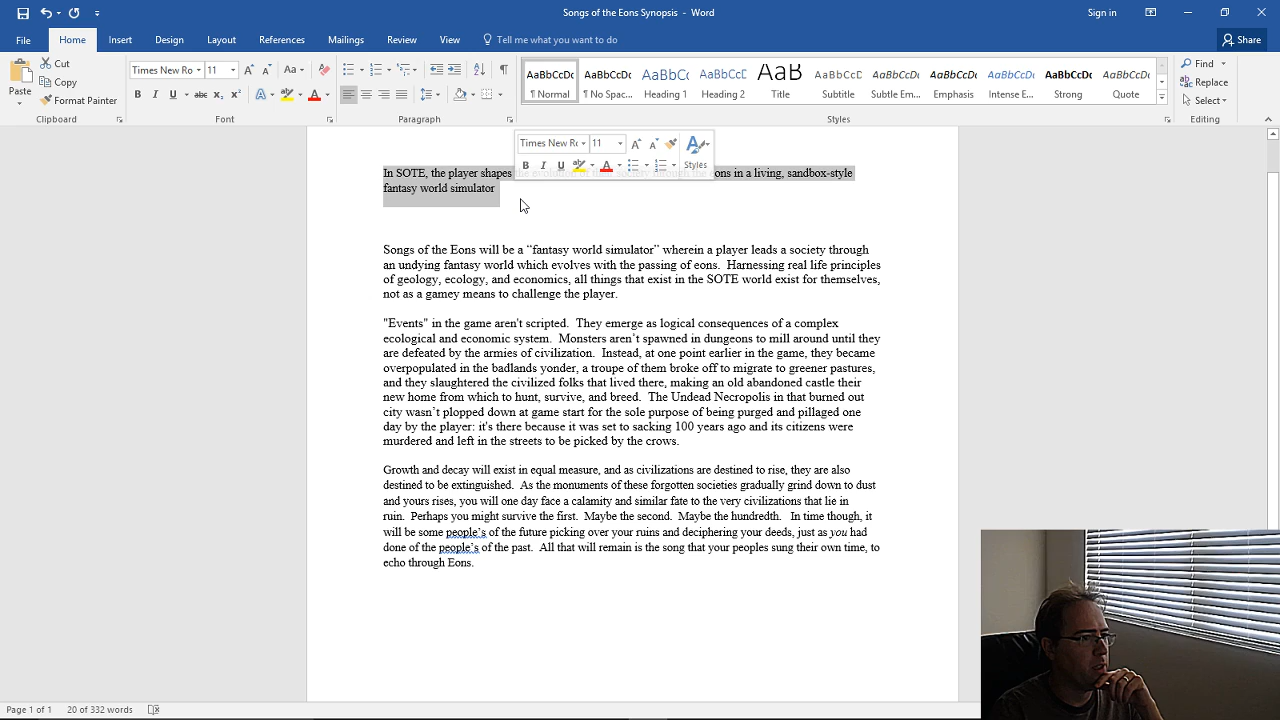 Songs of the Eons Synopsis - Word
Sign in
File Home Insert Design Layout References Mailings Review View Tell me what you want to do Share
Paste
Cut
Copy
Format Painter
Clipboard
Times New Ro 11
Font
Paragraph
AaBbCcDc AaBbCcDc AaBbCc AaBbCcC AaB AaBbCcC AaBbCcDc AaBbCcDc AaBbCcDc AaBbCcDc AaBbCcDc
¶ Normal ¶ No Spac... Heading 1 Heading 2 Title Subtitle Subtle Em... Emphasis Intense E... Strong Quote
Styles
Find
Replace
Select
Editing
Times New Ro 11
Styles
In SOTE, the player shapes the evolution of their society through the eons in a living, sandbox-style
fantasy world simulator
Songs of the Eons will be a “fantasy world simulator” wherein a player leads a society through
an undying fantasy world which evolves with the passing of eons. Harnessing real life principles
of geology, ecology, and economics, all things that exist in the SOTE world exist for themselves,
not as a gamey means to challenge the player.
"Events" in the game aren't scripted. They emerge as logical consequences of a complex
ecological and economic system. Monsters aren’t spawned in dungeons to mill around until they
are defeated by the armies of civilization. Instead, at one point earlier in the game, they became
overpopulated in the badlands yonder, a troupe of them broke off to migrate to greener pastures,
and they slaughtered the civilized folks that lived there, making an old abandoned castle their
new home from which to hunt, survive, and breed. The Undead Necropolis in that burned out
city wasn’t plopped down at game start for the sole purpose of being purged and pillaged one
day by the player: it's there because it was set to sacking 100 years ago and its citizens were
murdered and left in the streets to be picked by the crows.
Growth and decay will exist in equal measure, and as civilizations are destined to rise, they are also
destined to be extinguished. As the monuments of these forgotten societies gradually grind down to dust
and yours rises, you will one day face a calamity and similar fate to the very civilizations that lie in
ruin. Perhaps you might survive the first. Maybe the second. Maybe the hundredth. In time though, it
will be some people’s of the future picking over your ruins and deciphering your deeds, just as you had
done of the people’s of the past. All that will remain is the song that your peoples sung their own time, to
echo through Eons.
Page 1 of 1 20 of 332 words